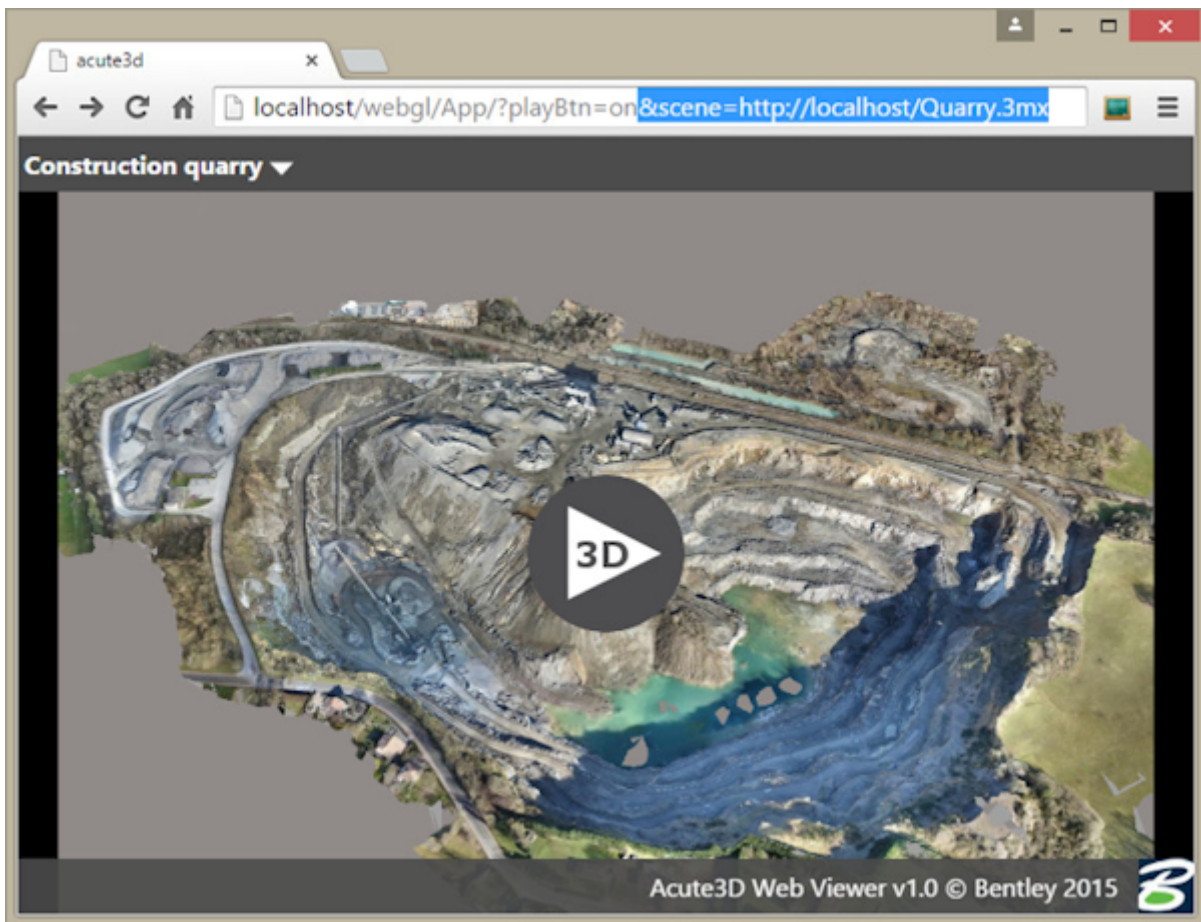 acute3d
localhost/webgl/App/?playBtn=on&scene=http://localhost/Quarry.3mx
Construction quarry
3D
Acute3D Web Viewer v1.0 © Bentley 2015